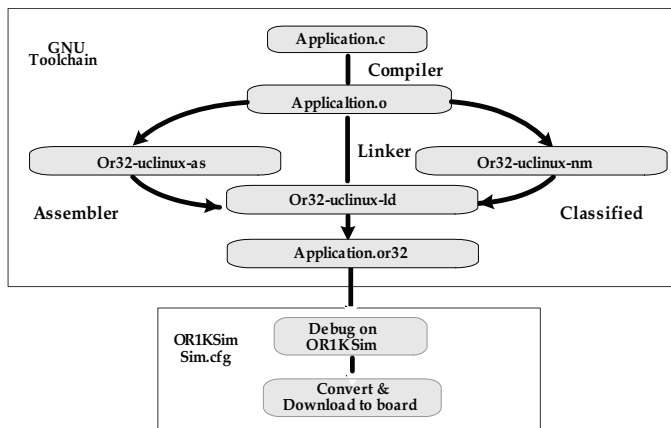 GNU
Toolchain
Application.c
Compiler
Applicaltion.o
Or32-uclinux-as
Linker
Or32-uclinux-nm
Assembler
Or32-uclinux-ld
Classified
Application.or32
OR1KSim
Sim.cfg
Debug on
OR1KSim
Convert &
Download to board